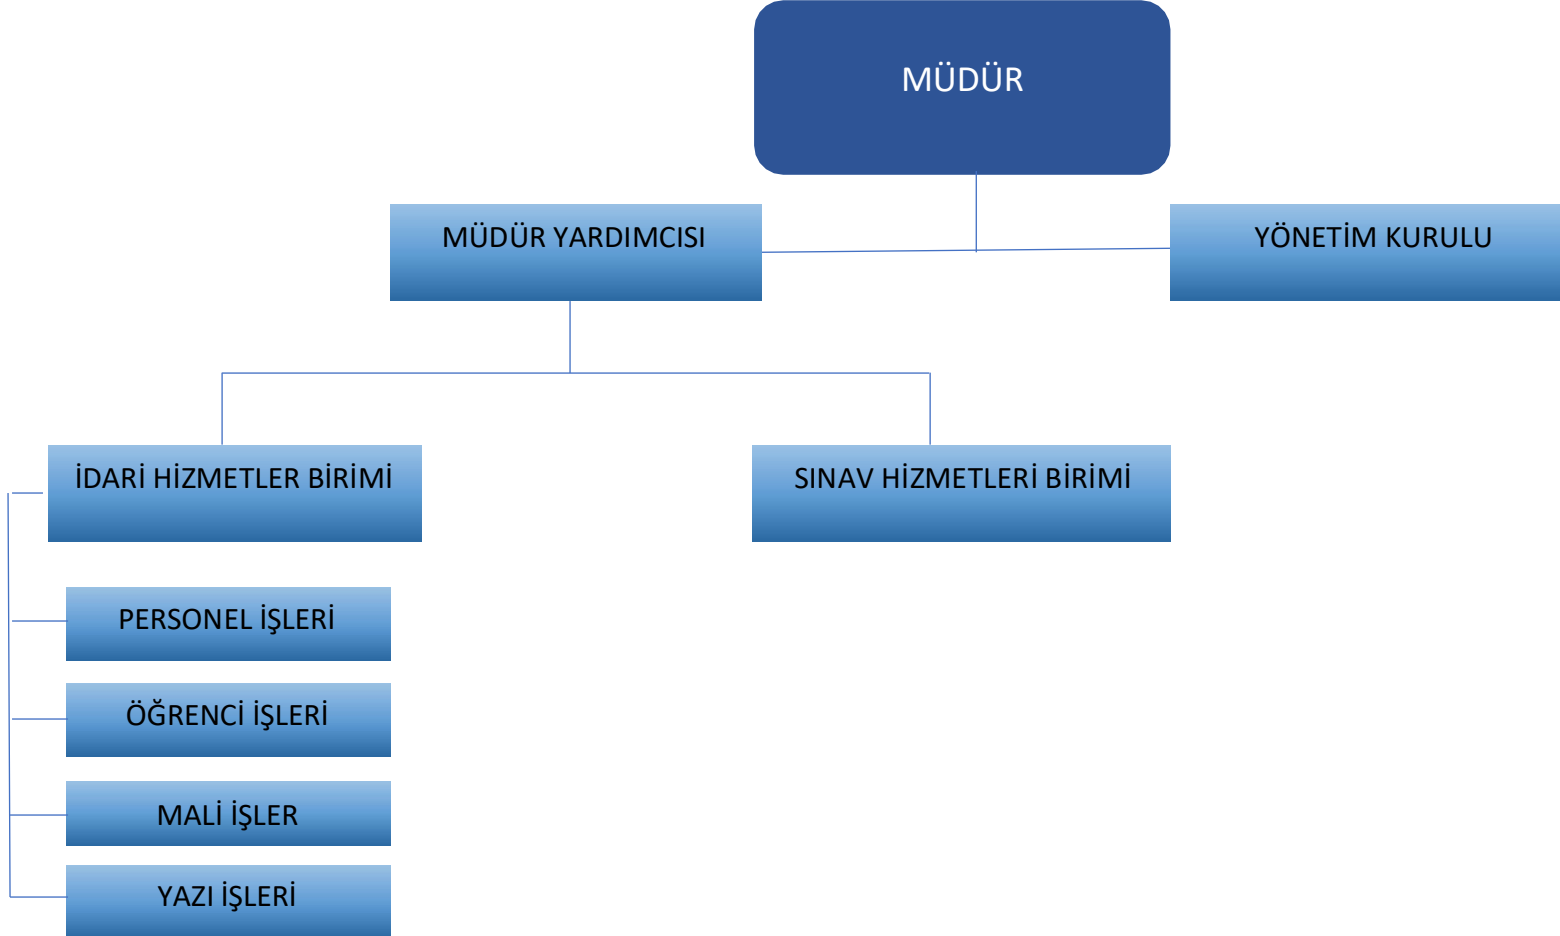 MÜDÜR
MÜDÜR YARDIMCISI
YÖNETİM KURULU
İDARİ HİZMETLER BİRİMİ
SINAV HİZMETLERİ BİRİMİ
PERSONEL İŞLERİ
ÖĞRENCİ İŞLERİ
MALİ İŞLER
YAZI İŞLERİ